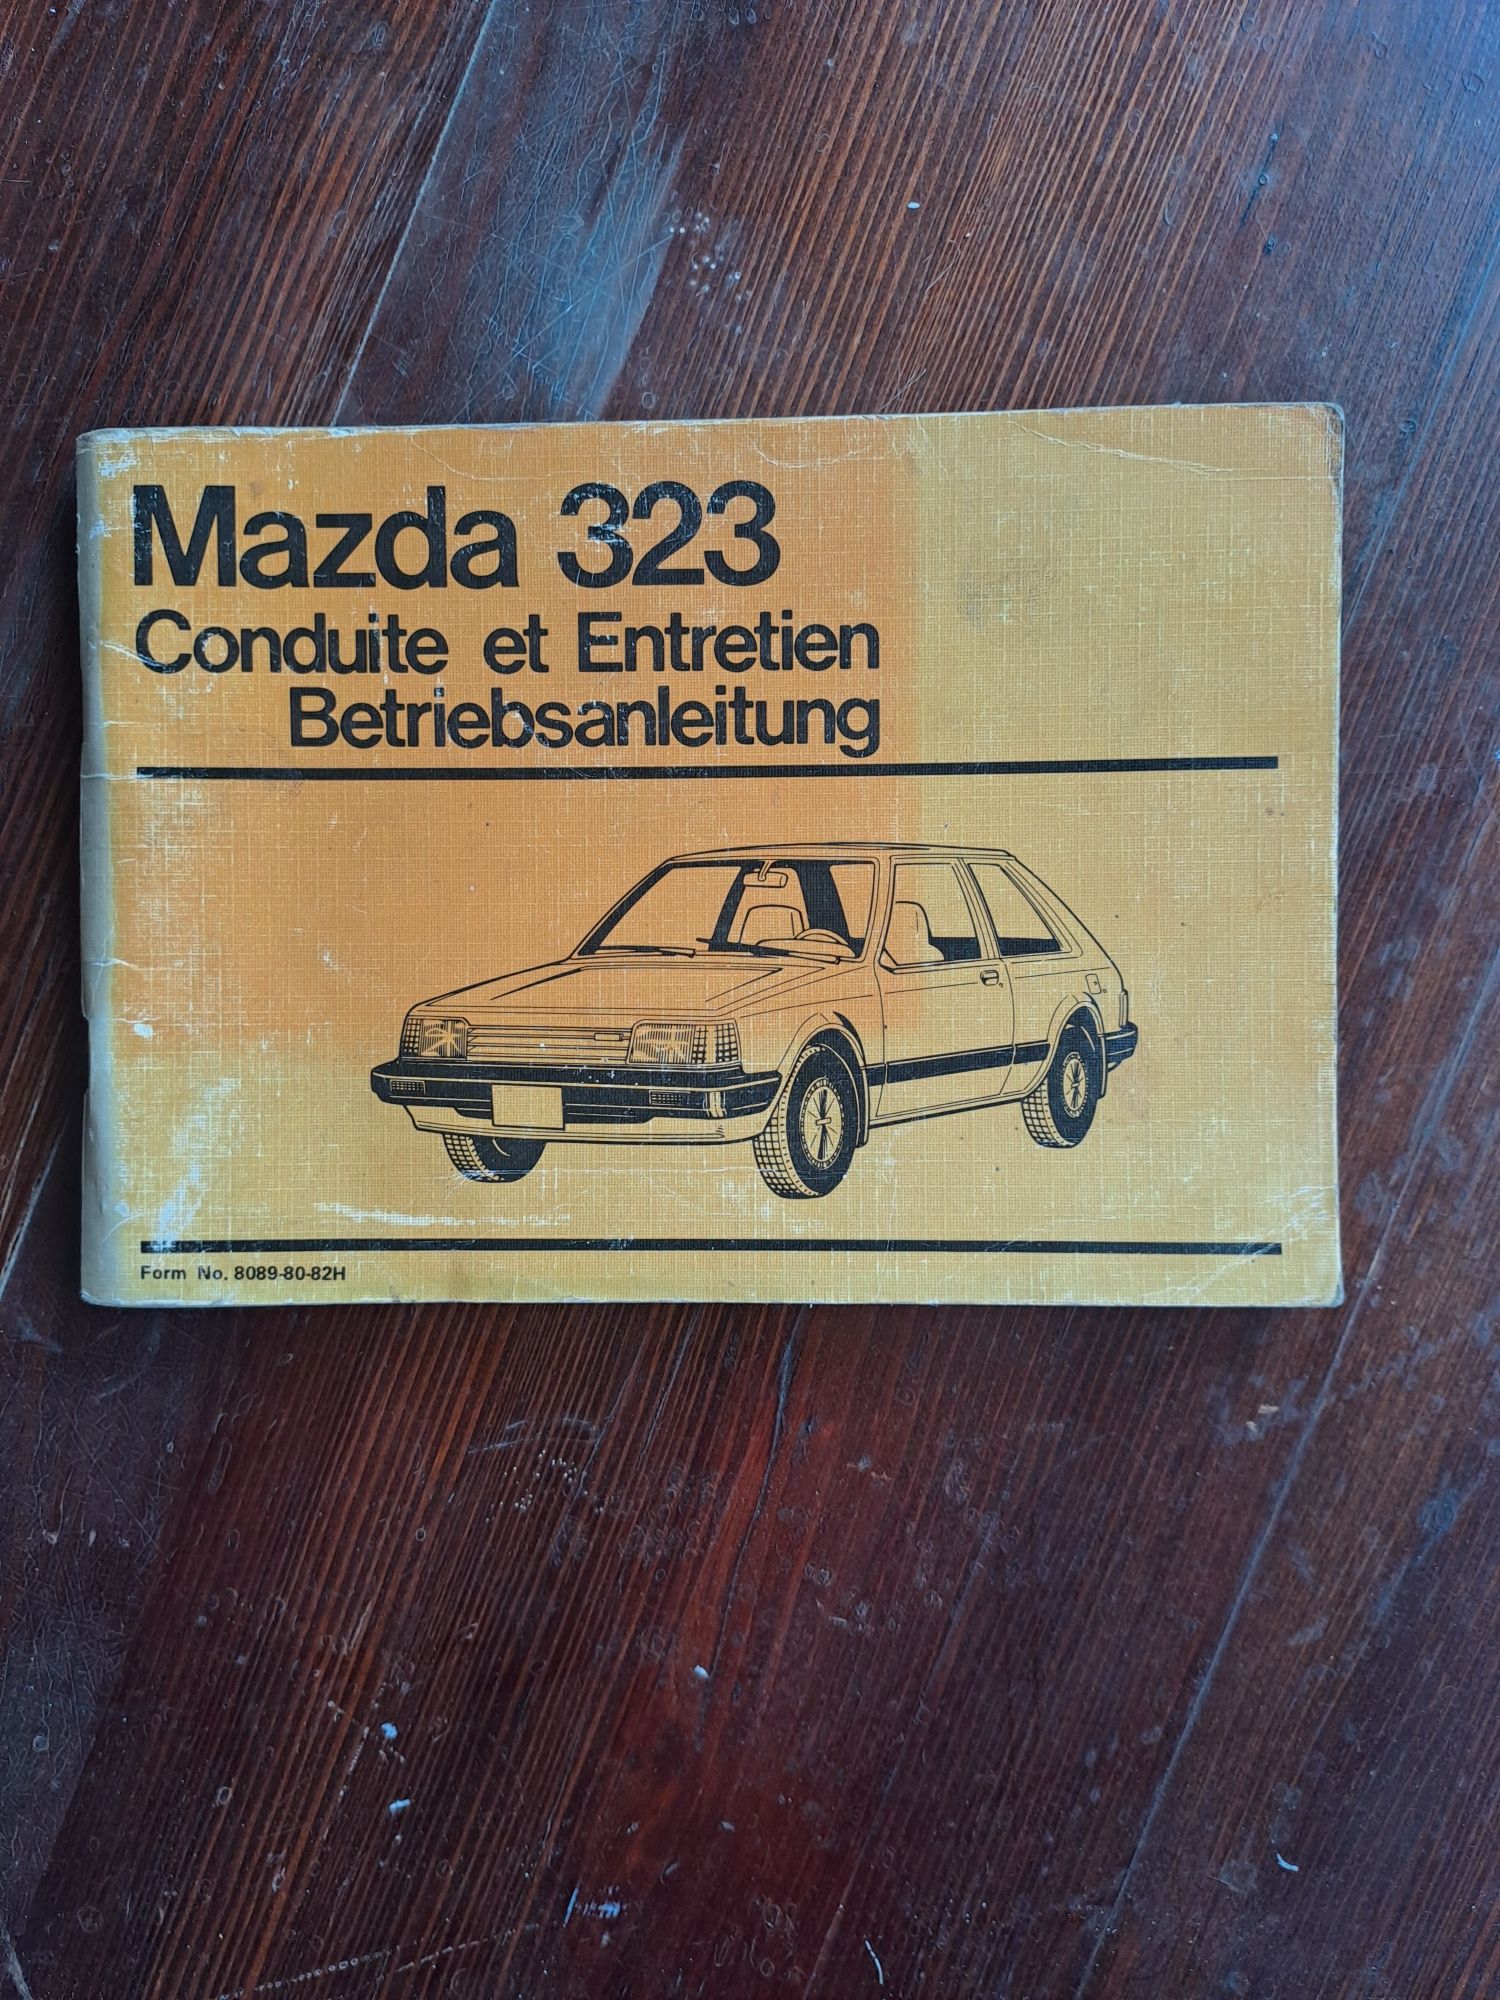 Mazda 323
Conduite et Entretien
Betriebsanleitung
Form No. 8089-80-82H